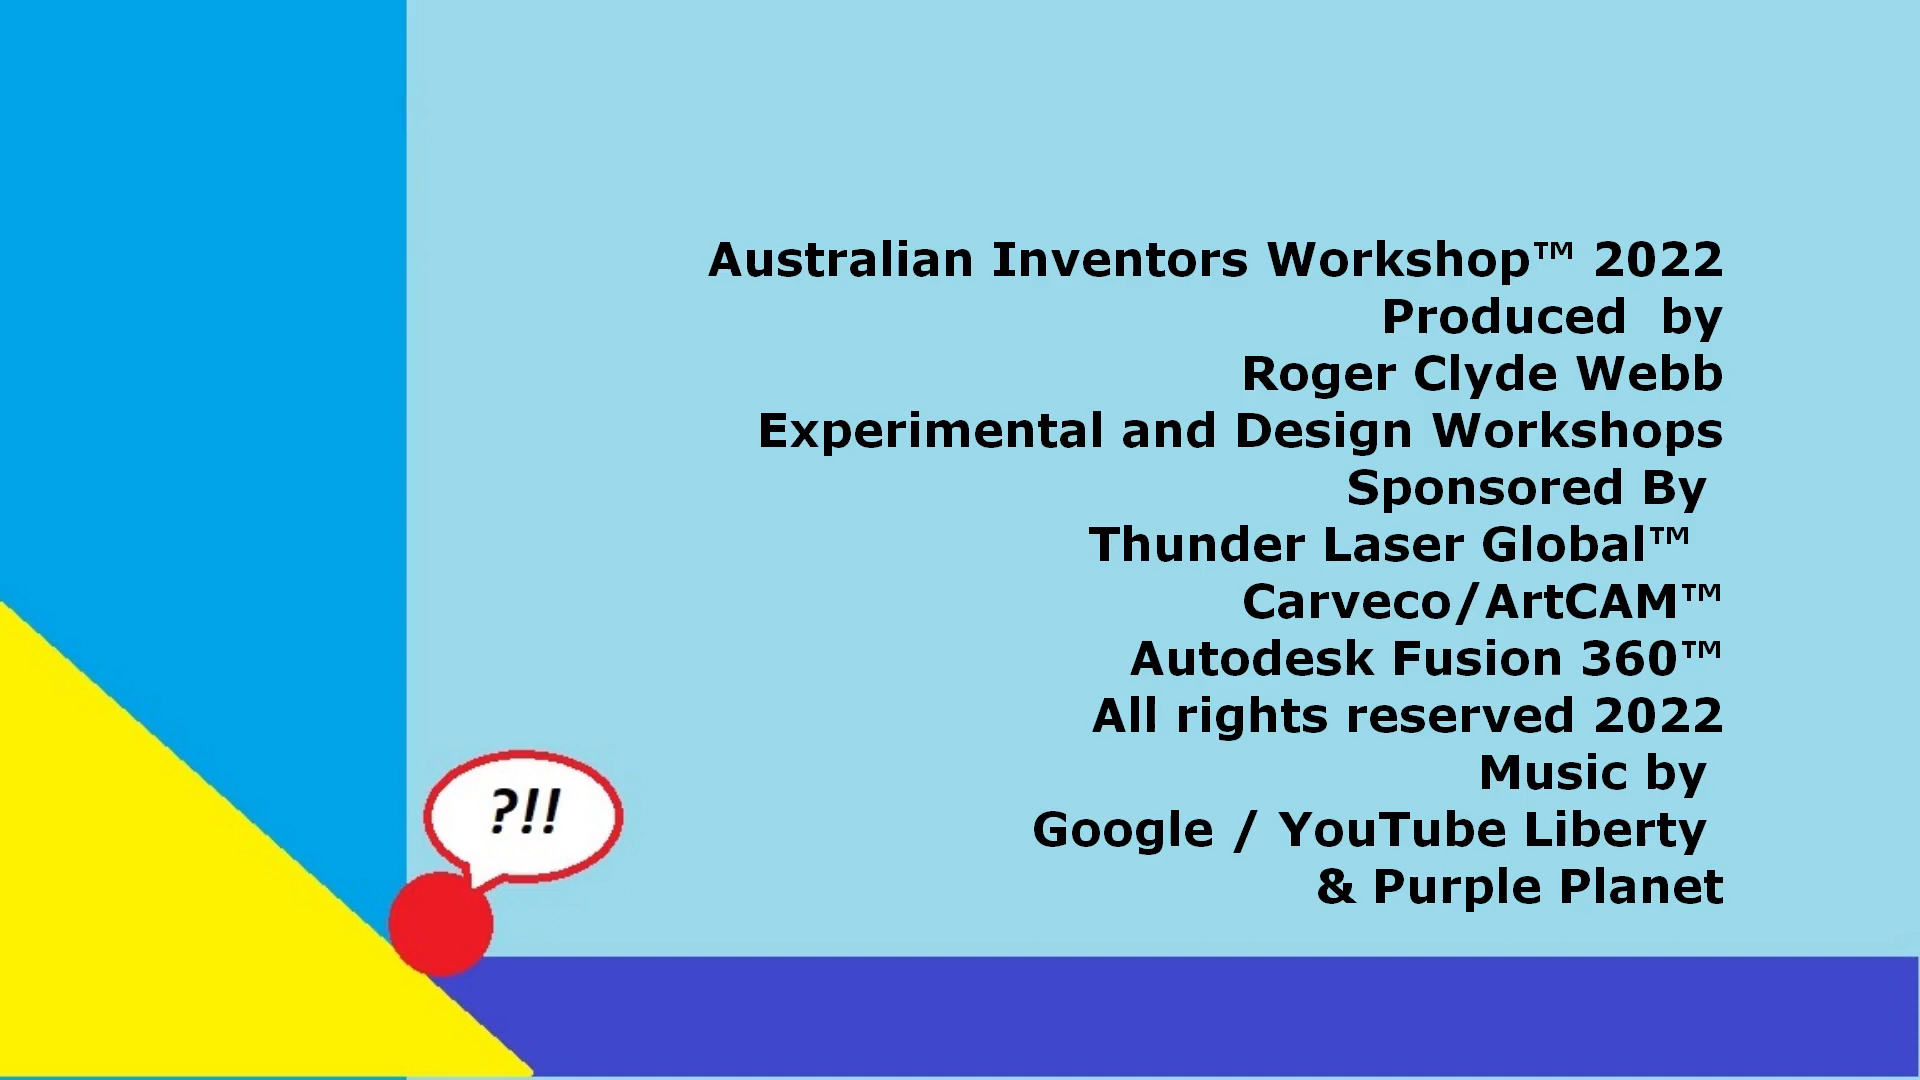 Australian Inventors Workshop™ 2022
Produced  by
Roger Clyde Webb
Experimental and Design Workshops
Sponsored By
Thunder Laser Global™
Carveco/ArtCAM™
Autodesk Fusion 360™
All rights reserved 2022
Music by
Google / YouTube Liberty
& Purple Planet
?!!